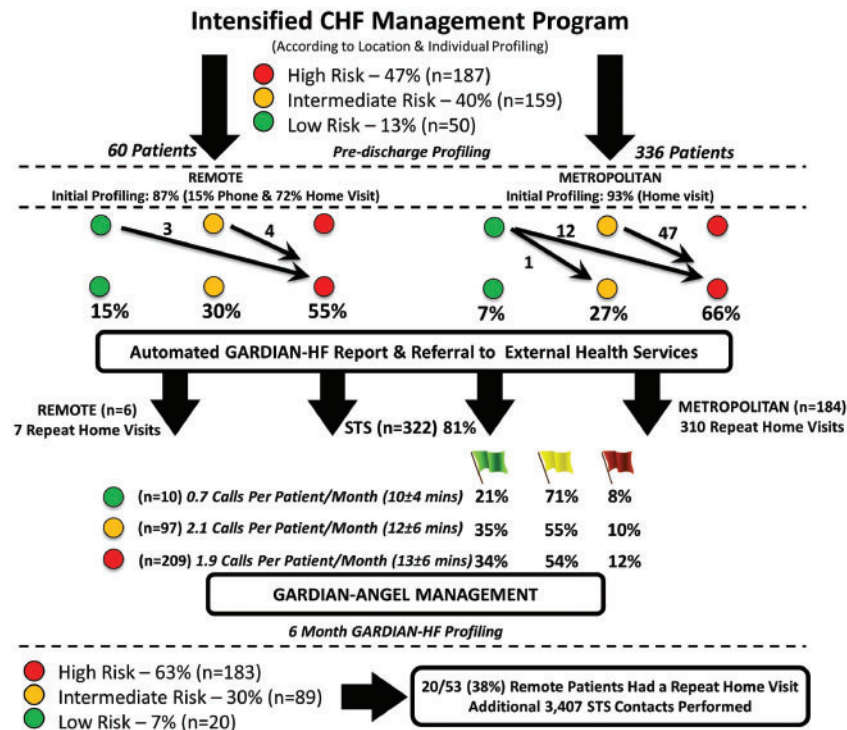 Intensified CHF Management Program
(According to Location & Individual Profiling)
High Risk – 47% (n=187)
Intermediate Risk – 40% (n=159)
Low Risk – 13% (n=50)
60 Patients
Pre-discharge Profiling
336 Patients
REMOTE
Initial Profiling: 87% (15% Phone & 72% Home Visit)
METROPOLITAN
Initial Profiling: 93% (Home visit)
3
4
12
47
1
15%
30%
55%
7%
27%
66%
Automated GARDIAN-HF Report & Referral to External Health Services
REMOTE (n=6)
7 Repeat Home Visits
STS (n=322) 81%
METROPOLITAN (n=184)
310 Repeat Home Visits
(n=10) 0.7 Calls Per Patient/Month (10±4 mins) 21% 71% 8%
(n=97) 2.1 Calls Per Patient/Month (12±6 mins) 35% 55% 10%
(n=209) 1.9 Calls Per Patient/Month (13±6 mins) 34% 54% 12%
GARDIAN-ANGEL MANAGEMENT
6 Month GARDIAN-HF Profiling
High Risk – 63% (n=183)
Intermediate Risk – 30% (n=89)
Low Risk – 7% (n=20)
20/53 (38%) Remote Patients Had a Repeat Home Visit
Additional 3,407 STS Contacts Performed